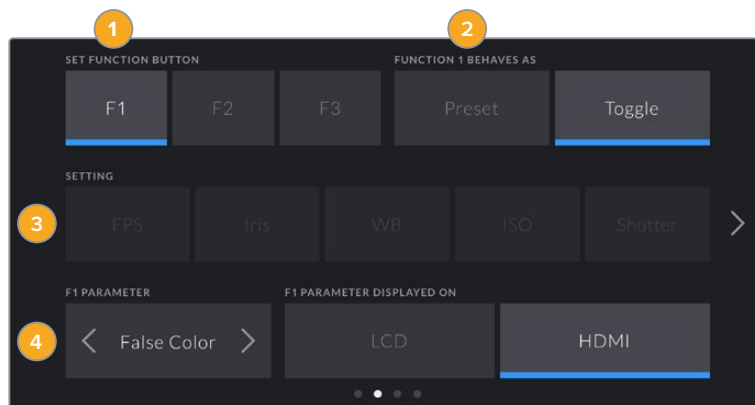 1 2
SET FUNCTION BUTTON FUNCTION 1 BEHAVES AS
F1 F2 F3 Preset Toggle
SETTING
3 FPS Iris WB ISO Shutter
F1 PARAMETER F1 PARAMETER DISPLAYED ON
4 False Color LCD HDMI